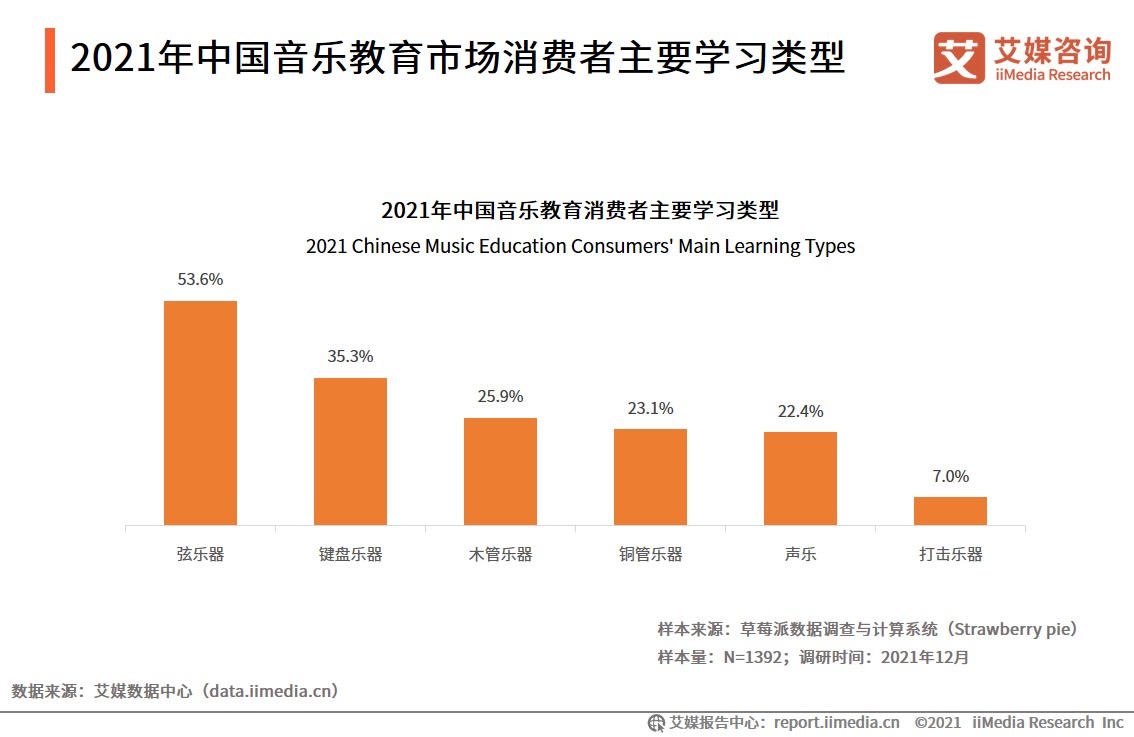 2021年中国音乐教育市场消费者主要学习类型
艾 艾媒咨询
iiMedia Research
2021年中国音乐教育消费者主要学习类型
2021 Chinese Music Education Consumers' Main Learning Types
53.6%
35.3%
25.9%
23.1%
22.4%
7.0%
弦乐器 键盘乐器 木管乐器 铜管乐器 声乐 打击乐器
样本来源：草莓派数据调查与计算系统（Strawberry pie）
样本量：N=1392；调研时间：2021年12月
数据来源：艾媒数据中心（data.iimedia.cn）
艾媒报告中心：report.iimedia.cn ©2021 iiMedia Research Inc